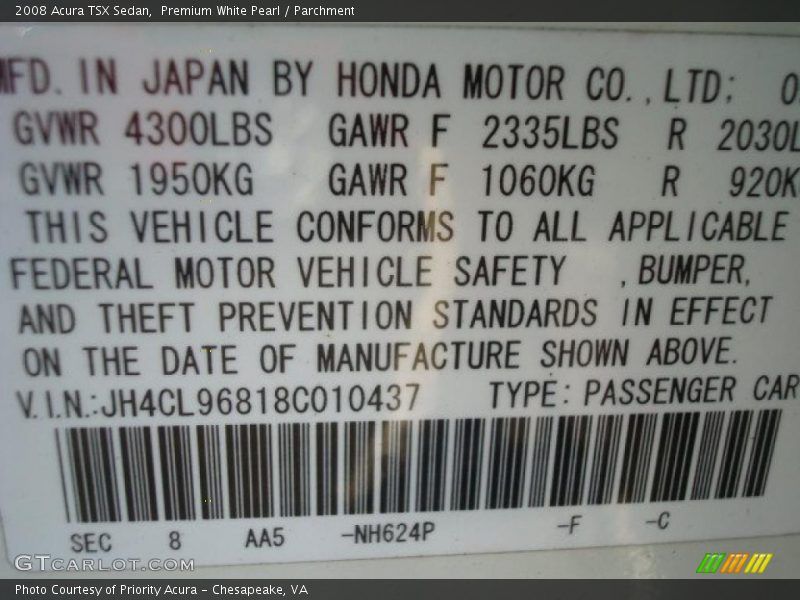 2008 Acura TSX Sedan,  Premium White Pearl / Parchment
MFD. IN JAPAN BY HONDA MOTOR CO.,LTD; 0
GVWR 4300LBS GAWR F 2335LBS R 2030L
GVWR 1950KG GAWR F 1060KG R 920K
THIS VEHICLE CONFORMS TO ALL APPLICABLE
FEDERAL MOTOR VEHICLE SAFETY ,BUMPER,
AND THEFT PREVENTION STANDARDS IN EFFECT
ON THE DATE OF MANUFACTURE SHOWN ABOVE.
V.I.N.:JH4CL96818C010437 TYPE:PASSENGER CAR
SEC 8 AA5 -NH624P -F -C
GTCARLOT.COM
Photo Courtesy of Priority Acura - Chesapeake, VA